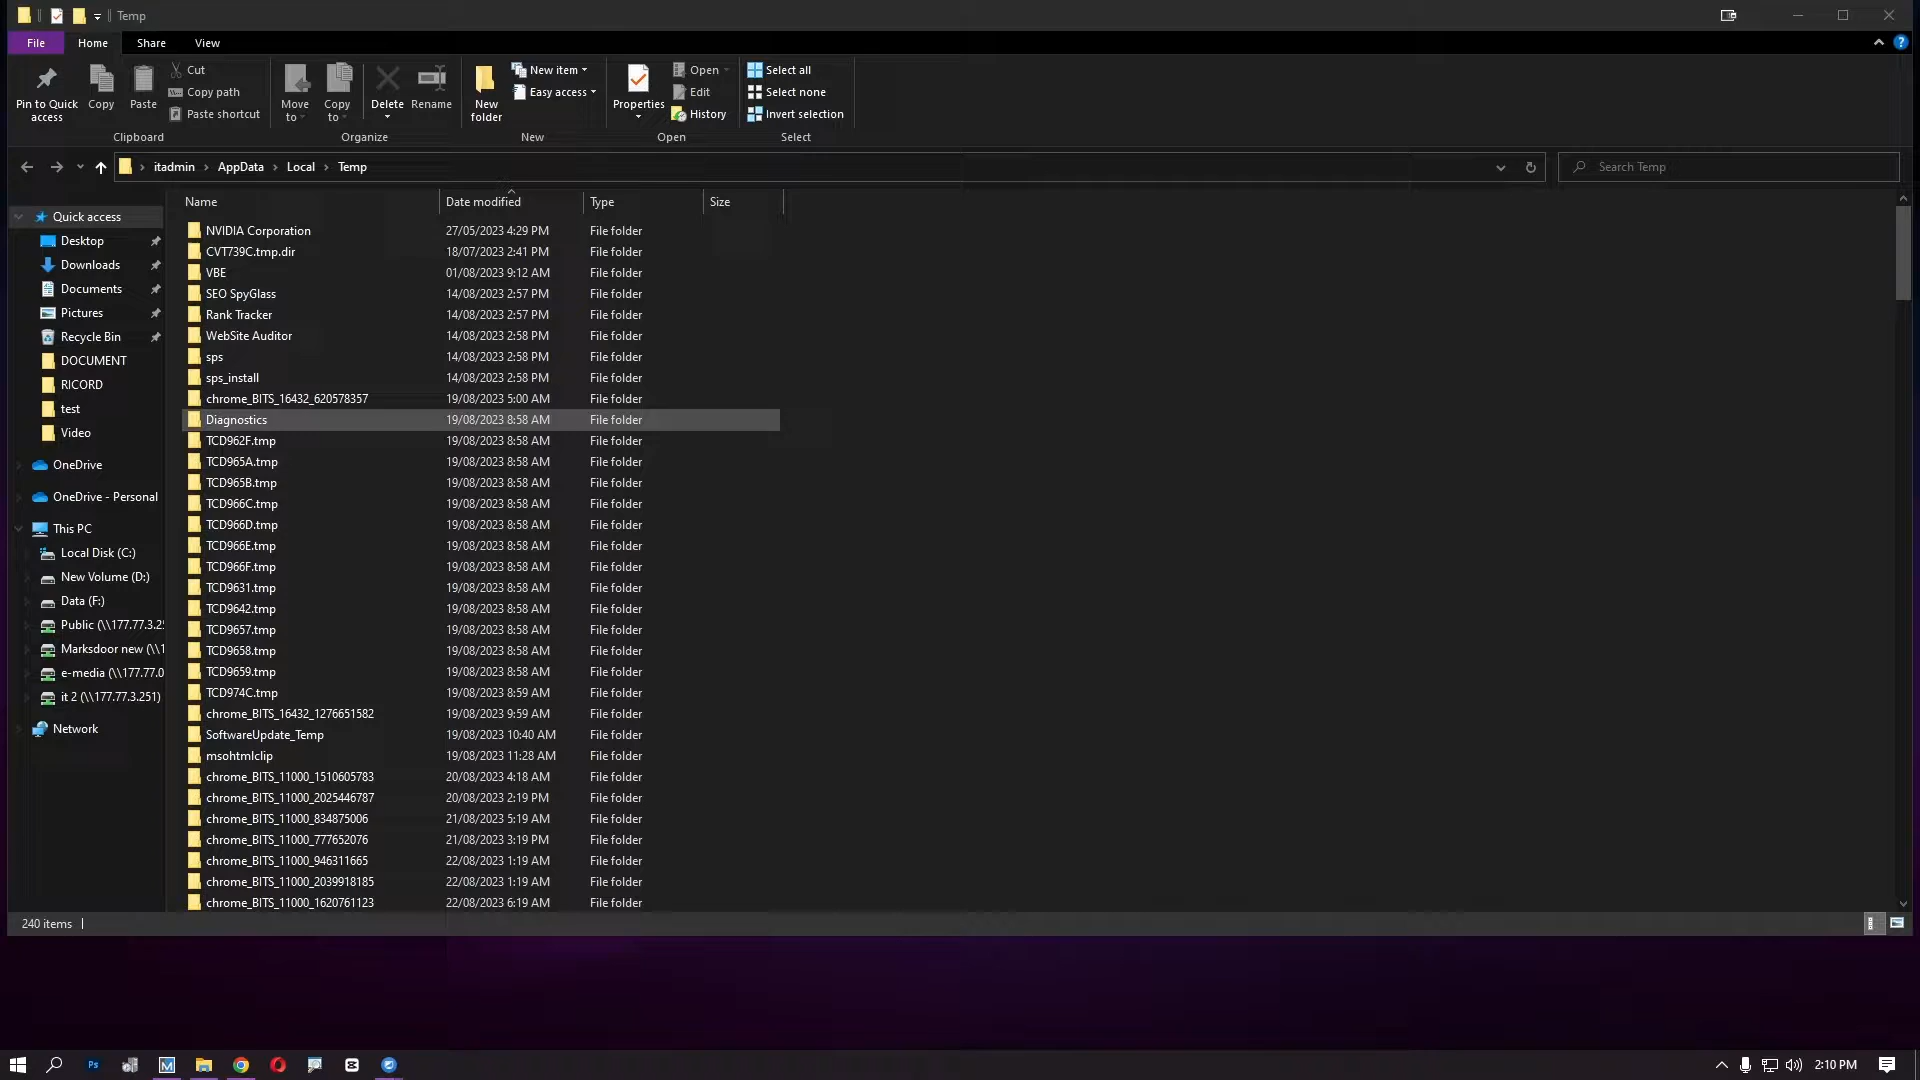 Temp
File Home Share View
Pin to Quick access
Copy
Paste
Cut
Copy path
Paste shortcut
Clipboard
Move to
Copy to
Delete
Rename
Organize
New folder
New item
Easy access
New
Properties
Open
Edit
History
Open
Select all
Select none
Invert selection
Select
itadmin › AppData › Local › Temp
Search Temp
Quick access
Desktop
Downloads
Documents
Pictures
Recycle Bin
DOCUMENT
RICORD
test
Video
OneDrive
OneDrive - Personal
This PC
Local Disk (C:)
New Volume (D:)
Data (F:)
Public (\\177.77.3.25
Marksdoor new (\\1
e-media (\\177.77.0
it 2 (\\177.77.3.251)
Network
Name Date modified Type Size
NVIDIA Corporation 27/05/2023 4:29 PM File folder
CVT739C.tmp.dir 18/07/2023 2:41 PM File folder
VBE 01/08/2023 9:12 AM File folder
SEO SpyGlass 14/08/2023 2:57 PM File folder
Rank Tracker 14/08/2023 2:57 PM File folder
WebSite Auditor 14/08/2023 2:58 PM File folder
sps 14/08/2023 2:58 PM File folder
sps_install 14/08/2023 2:58 PM File folder
chrome_BITS_16432_620578357 19/08/2023 5:00 AM File folder
Diagnostics 19/08/2023 8:58 AM File folder
TCD962F.tmp 19/08/2023 8:58 AM File folder
TCD965A.tmp 19/08/2023 8:58 AM File folder
TCD965B.tmp 19/08/2023 8:58 AM File folder
TCD966C.tmp 19/08/2023 8:58 AM File folder
TCD966D.tmp 19/08/2023 8:58 AM File folder
TCD966E.tmp 19/08/2023 8:58 AM File folder
TCD966F.tmp 19/08/2023 8:58 AM File folder
TCD9631.tmp 19/08/2023 8:58 AM File folder
TCD9642.tmp 19/08/2023 8:58 AM File folder
TCD9657.tmp 19/08/2023 8:58 AM File folder
TCD9658.tmp 19/08/2023 8:58 AM File folder
TCD9659.tmp 19/08/2023 8:58 AM File folder
TCD974C.tmp 19/08/2023 8:59 AM File folder
chrome_BITS_16432_1276651582 19/08/2023 9:59 AM File folder
SoftwareUpdate_Temp 19/08/2023 10:40 AM File folder
msohtmlclip 19/08/2023 11:28 AM File folder
chrome_BITS_11000_1510605783 20/08/2023 4:18 AM File folder
chrome_BITS_11000_2025446787 20/08/2023 2:19 PM File folder
chrome_BITS_11000_834875006 21/08/2023 5:19 AM File folder
chrome_BITS_11000_777652076 21/08/2023 3:19 PM File folder
chrome_BITS_11000_946311665 22/08/2023 1:19 AM File folder
chrome_BITS_11000_2039918185 22/08/2023 1:19 AM File folder
chrome_BITS_11000_1620761123 22/08/2023 6:19 AM File folder
240 items
Ps
M
2:10 PM